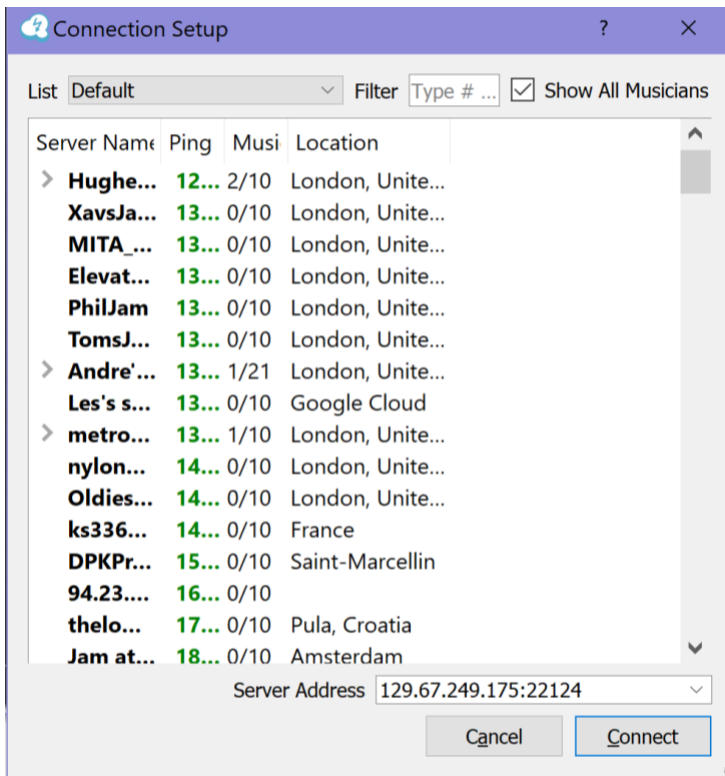 Connection Setup ? ×
List Default Filter Type # ... Show All Musicians
Server Name Ping Musi Location
Hughe... 12... 2/10 London, Unite...
XavsJa... 13... 0/10 London, Unite...
MITA_... 13... 0/10 London, Unite...
Elevat... 13... 0/10 London, Unite...
PhilJam 13... 0/10 London, Unite...
TomsJ... 13... 0/10 London, Unite...
Andre'... 13... 1/21 London, Unite...
Les's s... 13... 0/10 Google Cloud
metro... 13... 1/10 London, Unite...
nylon... 14... 0/10 London, Unite...
Oldies... 14... 0/10 London, Unite...
ks336... 14... 0/10 France
DPKPr... 15... 0/10 Saint-Marcellin
94.23.... 16... 0/10
thelo... 17... 0/10 Pula, Croatia
Jam at... 18... 0/10 Amsterdam
Server Address 129.67.249.175:22124
Cancel Connect